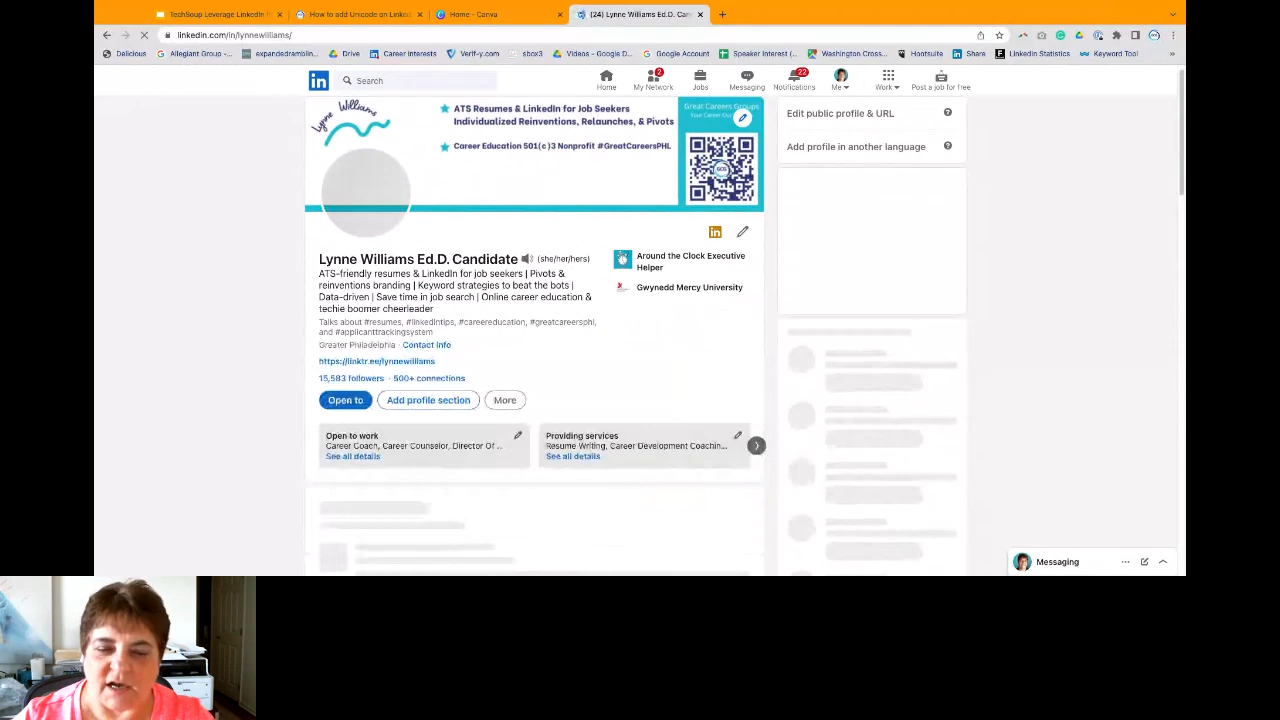 TechSoup Leverage LinkedIn
How to add Unicode on Linked
Home - Canva
(24) Lynne Williams Ed.D. Can
linkedin.com/in/lynnewilliams/
Delicious
Allegiant Group -...
expandedramblin...
Drive
Career Interests
Verif-y.com
sbox3
Videos - Google D...
Google Account
Speaker Interest (...
Washington Cross...
Hootsuite
Share
LinkedIn Statistics
Keyword Tool
»
in
Search
2
22
Home
My Network
Jobs
Messaging
Notifications
Me
Work
Post a job for free
Lynne Williams
ATS Resumes & LinkedIn for Job Seekers
Individualized Reinventions, Relaunches, & Pivots
Career Education 501(c)3 Nonprofit #GreatCareersPHL
Great Careers Groups
GCG
Edit public profile & URL
Add profile in another language
in
Lynne Williams Ed.D. Candidate (she/her/hers)
ATS-friendly resumes & LinkedIn for job seekers | Pivots &
reinventions branding | Keyword strategies to beat the bots |
Data-driven | Save time in job search | Online career education &
techie boomer cheerleader
Talks about #resumes, #linkedintips, #careereducation, #greatcareersphl,
and #applicanttrackingsystem
Greater Philadelphia · Contact info
https://linktr.ee/lynnewilliams
15,583 followers · 500+ connections
Around the Clock Executive
Helper
Gwynedd Mercy University
Open to
Add profile section
More
Open to work
Career Coach, Career Counselor, Director Of ...
See all details
Providing services
Resume Writing, Career Development Coachin...
See all details
Messaging